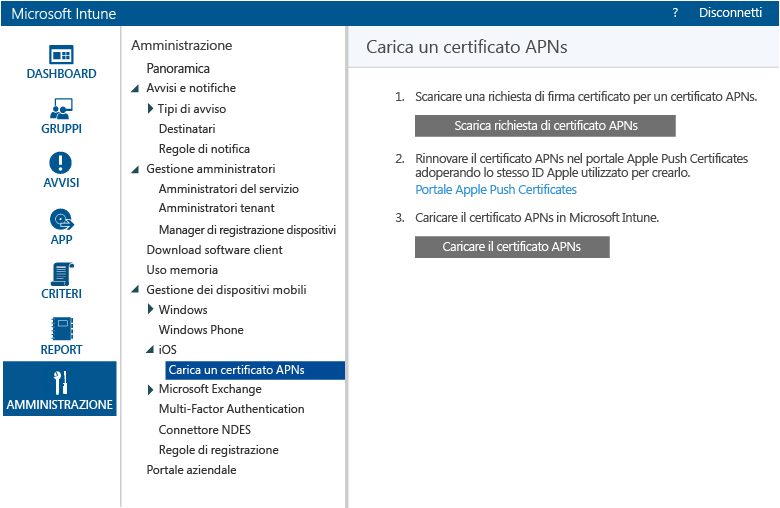 Microsoft Intune
? Disconnetti
DASHBOARD
GRUPPI
AVVISI
APP
CRITERI
REPORT
AMMINISTRAZIONE
Amministrazione
Panoramica
Avvisi e notifiche
Tipi di avviso
Destinatari
Regole di notifica
Gestione amministratori
Amministratori del servizio
Amministratori tenant
Manager di registrazione dispositivi
Download software client
Uso memoria
Gestione dei dispositivi mobili
Windows
Windows Phone
iOS
Carica un certificato APNs
Microsoft Exchange
Multi-Factor Authentication
Connettore NDES
Regole di registrazione
Portale aziendale
Carica un certificato APNs
1. Scaricare una richiesta di firma certificato per un certificato APNs.
Scarica richiesta di certificato APNs
2. Rinnovare il certificato APNs nel portale Apple Push Certificates
adoperando lo stesso ID Apple utilizzato per crearlo.
Portale Apple Push Certificates
3. Caricare il certificato APNs in Microsoft Intune.
Caricare il certificato APNs